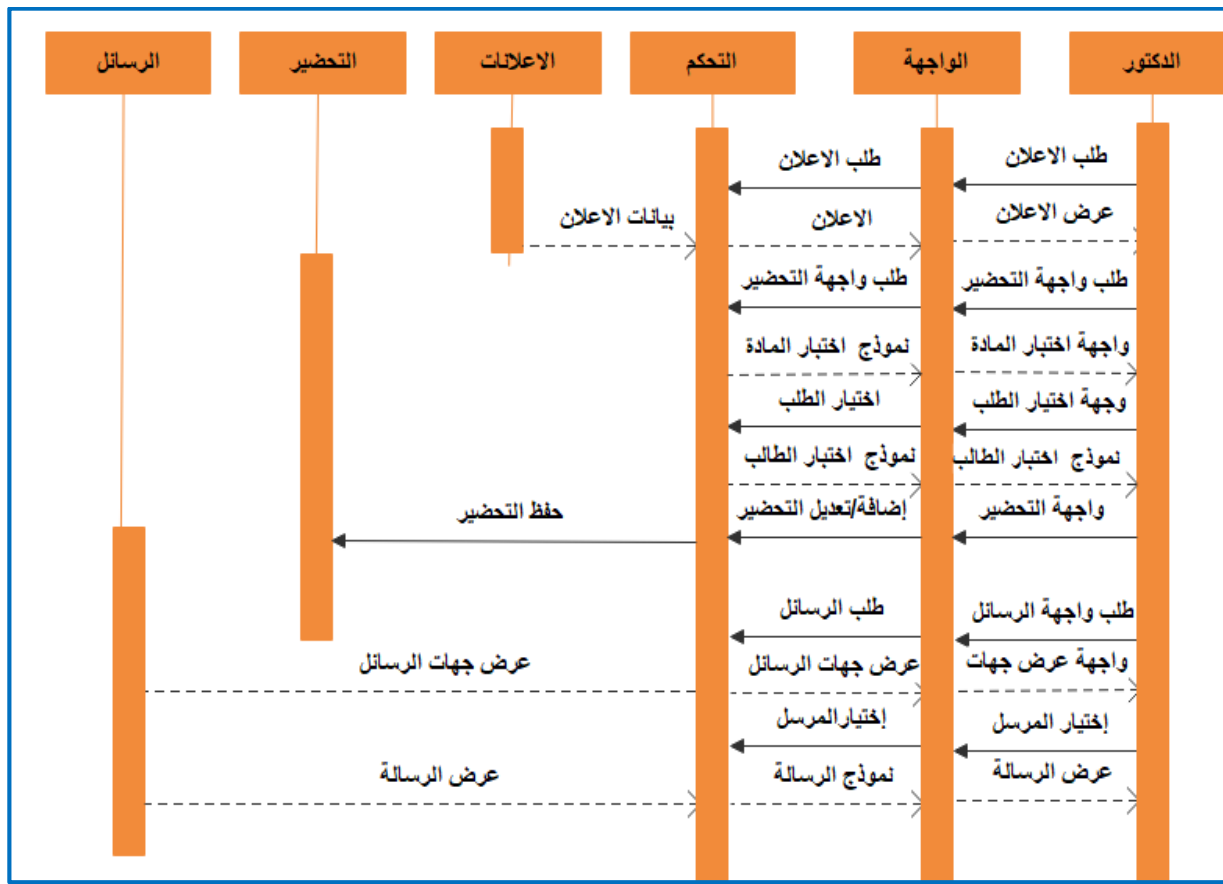 الدكتور
الواجهة
التحكم
الاعلانات
التحضير
الرسائل
طلب الاعلان
طلب الاعلان
عرض الاعلان
الاعلان
بيانات الاعلان
طلب واجهة التحضير
طلب واجهة التحضير
واجهة اختبار المادة
نموذج اختبار المادة
وجهة اختيار الطلب
اختيار الطلب
نموذج اختبار الطالب
نموذج اختبار الطالب
واجهة التحضير
إضافة/تعديل التحضير
حفظ التحضير
طلب واجهة الرسائل
طلب الرسائل
واجهة عرض جهات
عرض جهات الرسائل
عرض جهات الرسائل
إختيار المرسل
إختيارالمرسل
عرض الرسالة
نموذج الرسالة
عرض الرسالة